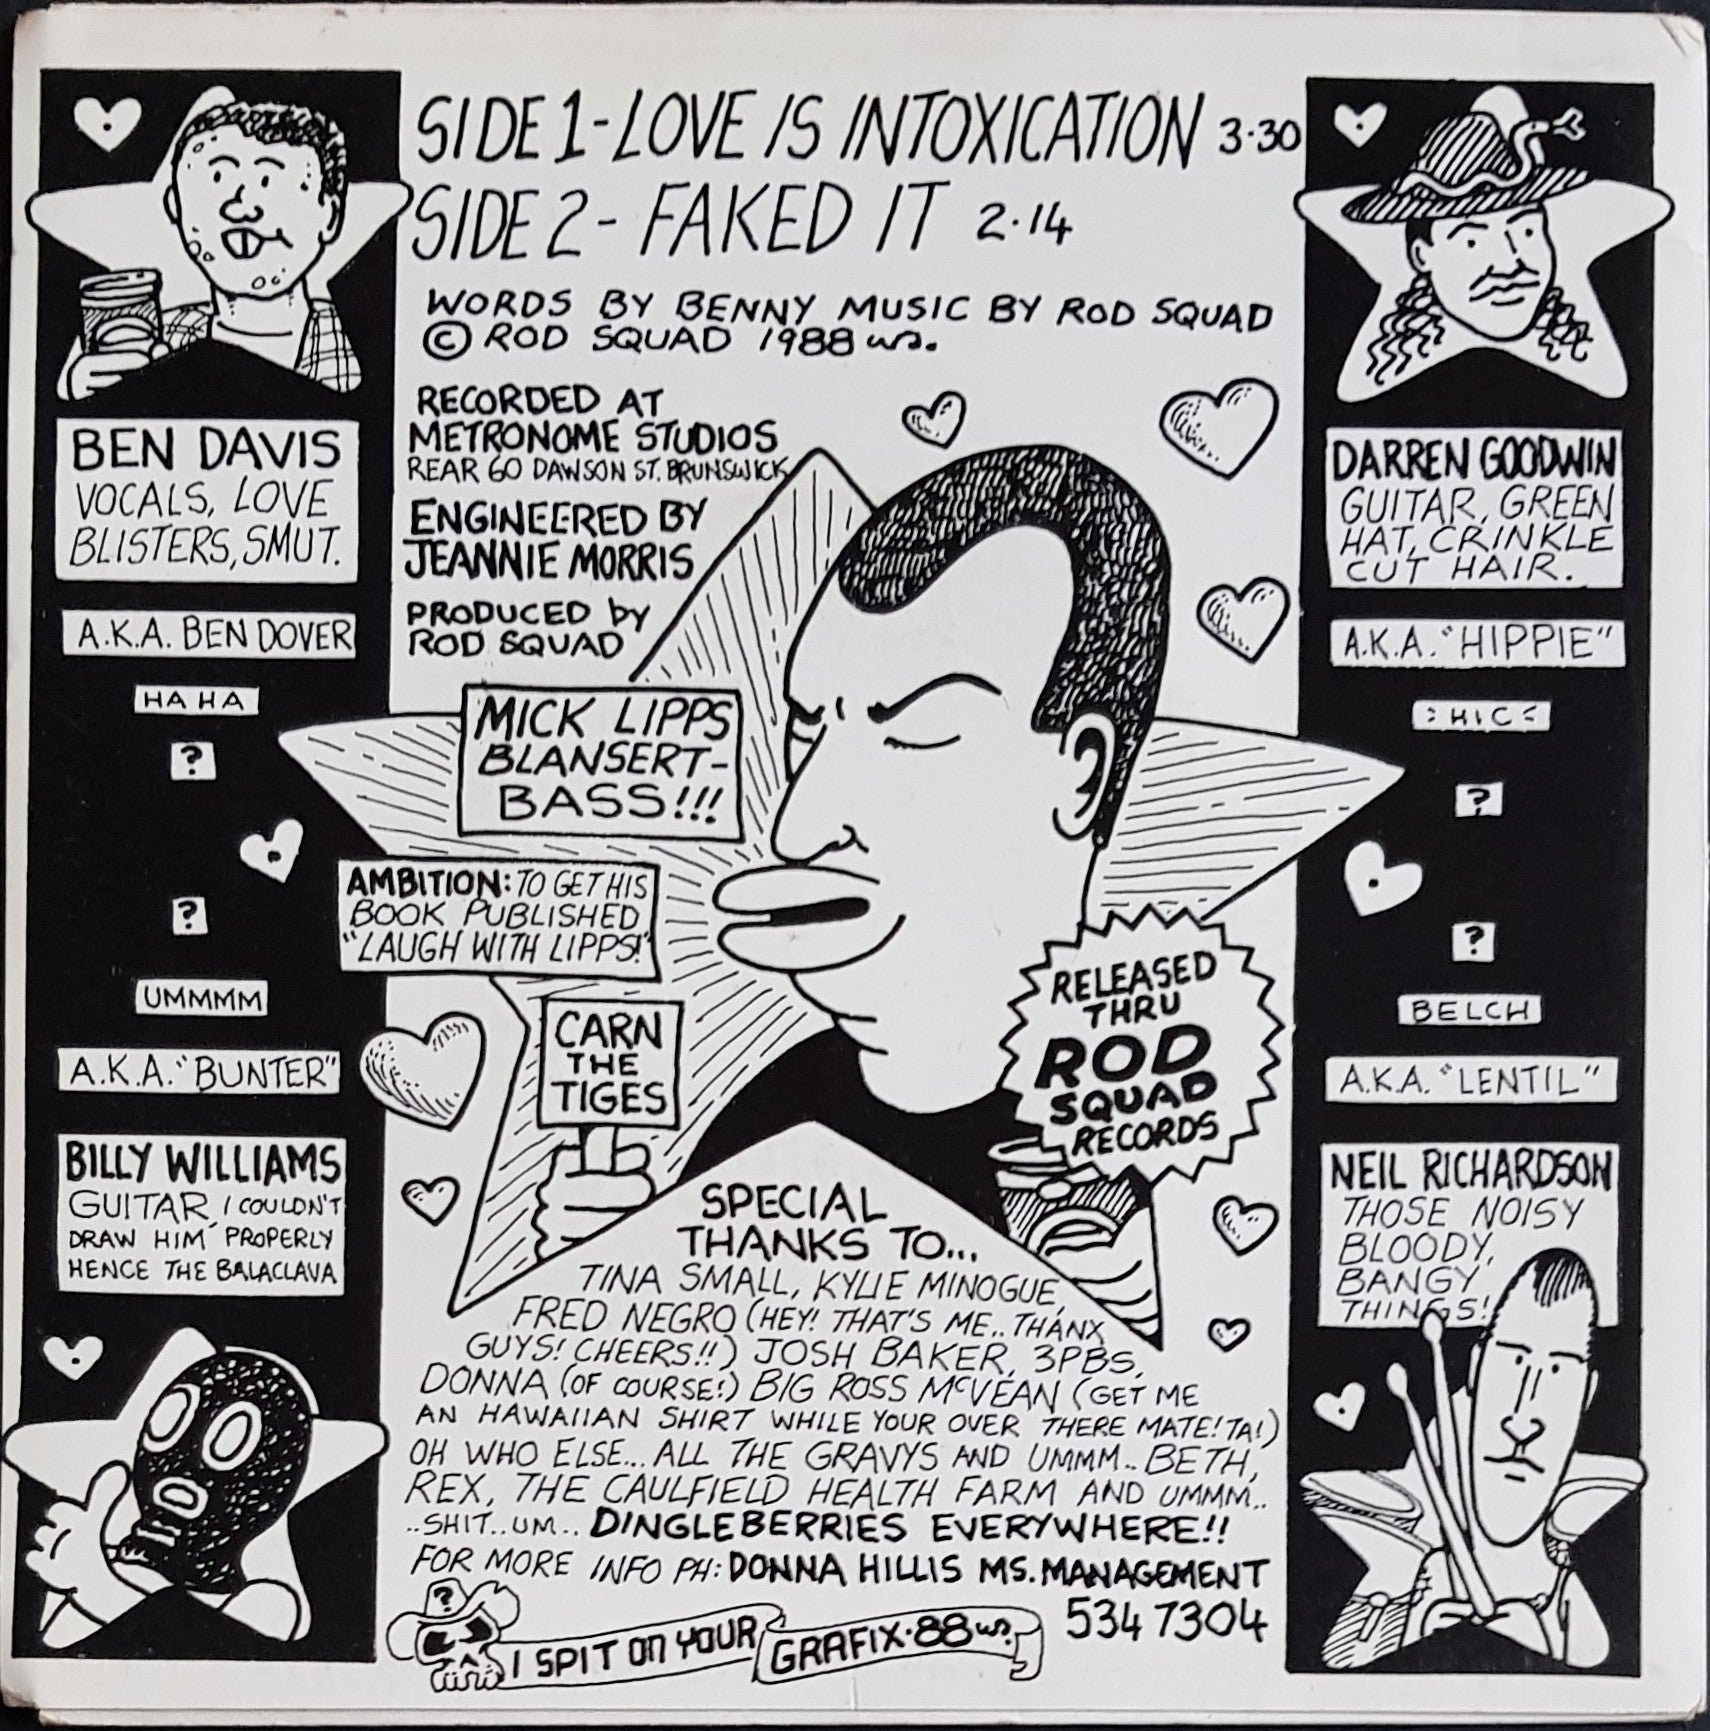 SIDE 1 - LOVE IS INTOXICATION 3·30
SIDE 2 - FAKED IT 2·14
WORDS BY BENNY MUSIC BY ROD SQUAD
© ROD SQUAD 1988
RECORDED AT
METRONOME STUDIOS
REAR 60 DAWSON ST. BRUNSWICK
ENGINEERED BY
JEANNIE MORRIS
PRODUCED by
ROD SQUAD
BEN DAVIS
VOCALS, LOVE
BLISTERS, SMUT.
A.K.A. BEN DOVER
HA HA
?
?
UMMMM
A.K.A. "BUNTER"
BILLY WILLIAMS
GUITAR, I COULDN'T
DRAW HIM PROPERLY
HENCE THE BALACLAVA
MICK LIPPS
BLANSERT-
BASS!!!
AMBITION: TO GET HIS
BOOK PUBLISHED
"LAUGH WITH LIPPS!"
CARN
THE
TIGES
RELEASED
THRU
ROD
SQUAD
RECORDS
DARREN GOODWIN
GUITAR, GREEN
HAT, CRINKLE
CUT HAIR.
A.K.A. "HIPPIE"
: HIC :
?
?
BELCH
A.K.A. "LENTIL"
NEIL RICHARDSON
THOSE NOISY
BLOODY,
BANGY
THINGS!
SPECIAL
THANKS TO...
TINA SMALL, KYLIE MINOGUE,
FRED NEGRO (HEY! THAT'S ME.. THANX
GUYS! CHEERS!!) JOSH BAKER, 3PBS,
DONNA (OF COURSE!) BIG ROSS McVEAN (GET ME
AN HAWAIIAN SHIRT WHILE YOUR OVER THERE MATE! TA!)
OH WHO ELSE... ALL THE GRAVYS AND UMMM.. BETH,
REX, THE CAULFIELD HEALTH FARM AND UMMM..
..SHIT..UM.. DINGLEBERRIES EVERYWHERE!!
FOR MORE INFO PH: DONNA HILLIS MS. MANAGEMENT
534 7304
?
I SPIT ON YOUR GRAFIX·88